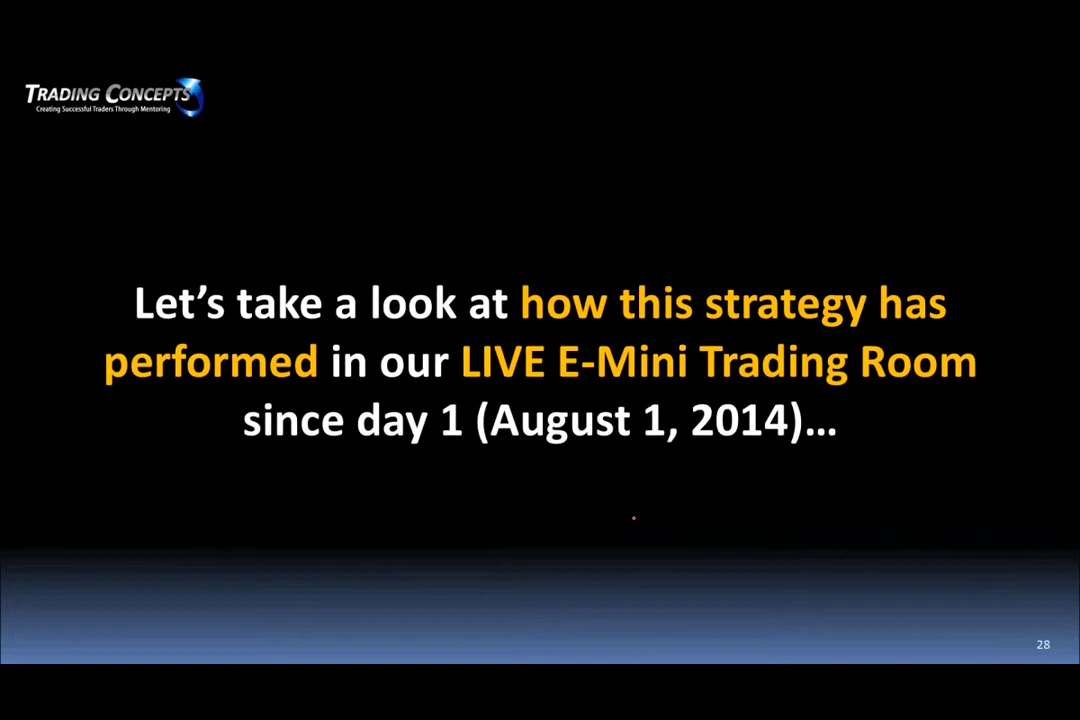 TRADING CONCEPTS
Creating Successful Traders Through Mentoring
Let’s take a look at how this strategy has
performed in our LIVE E-Mini Trading Room
since day 1 (August 1, 2014)…
28